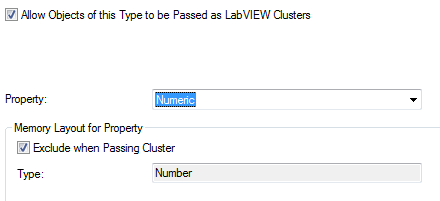 Allow Objects of this Type to be Passed as LabVIEW Clusters
Property: Numeric
Memory Layout for Property
Exclude when Passing Cluster
Type: Number